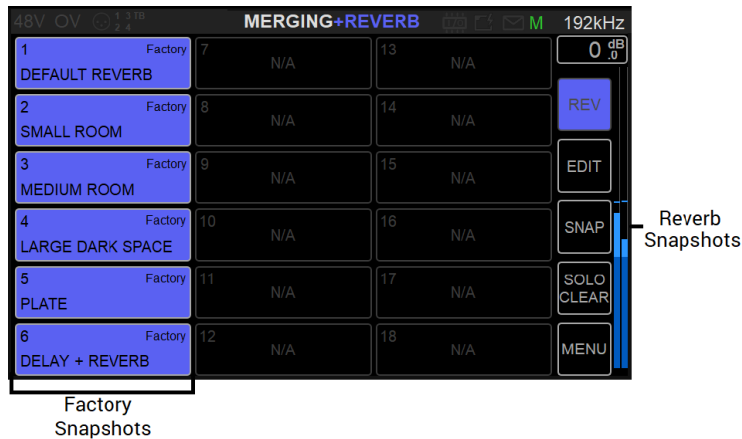 48V OV 1 3 TB
2 4
MERGING+REVERB M 192kHz
1 Factory
DEFAULT REVERB
7
N/A
13
N/A
0 dB
.0
2 Factory
SMALL ROOM
8
N/A
14
N/A
REV
3 Factory
MEDIUM ROOM
9
N/A
15
N/A
EDIT
4 Factory
LARGE DARK SPACE
10
N/A
16
N/A
SNAP
5 Factory
PLATE
11
N/A
17
N/A
SOLO
CLEAR
6 Factory
DELAY + REVERB
12
N/A
18
N/A
MENU
Reverb
Snapshots
Factory
Snapshots